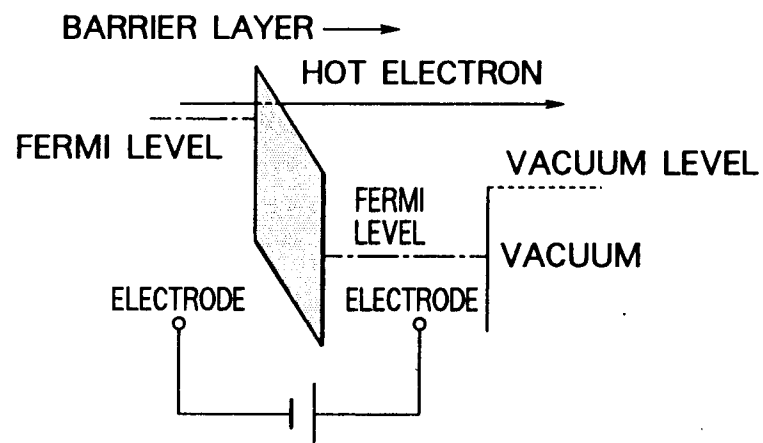 BARRIER LAYER
HOT ELECTRON
FERMI LEVEL
VACUUM LEVEL
FERMI
LEVEL
VACUUM
ELECTRODE
ELECTRODE